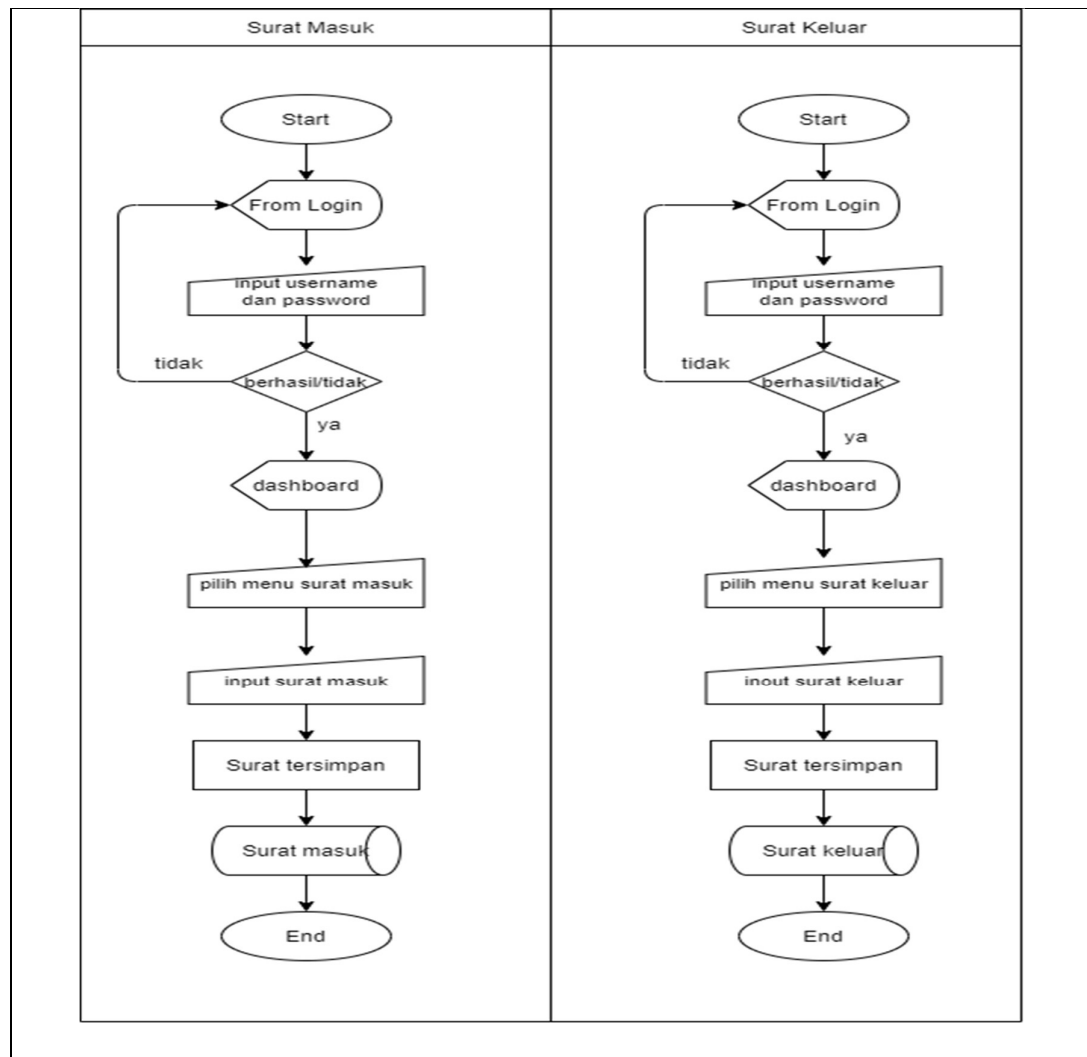 Surat Masuk
Start
From Login
input username
dan password
tidak
berhasil/tidak
ya
dashboard
pilih menu surat masuk
input surat masuk
Surat tersimpan
Surat masuk
End
Surat Keluar
Start
From Login
input username
dan password
tidak
berhasil/tidak
ya
dashboard
pilih menu surat keluar
inout surat keluar
Surat tersimpan
Surat keluar
End